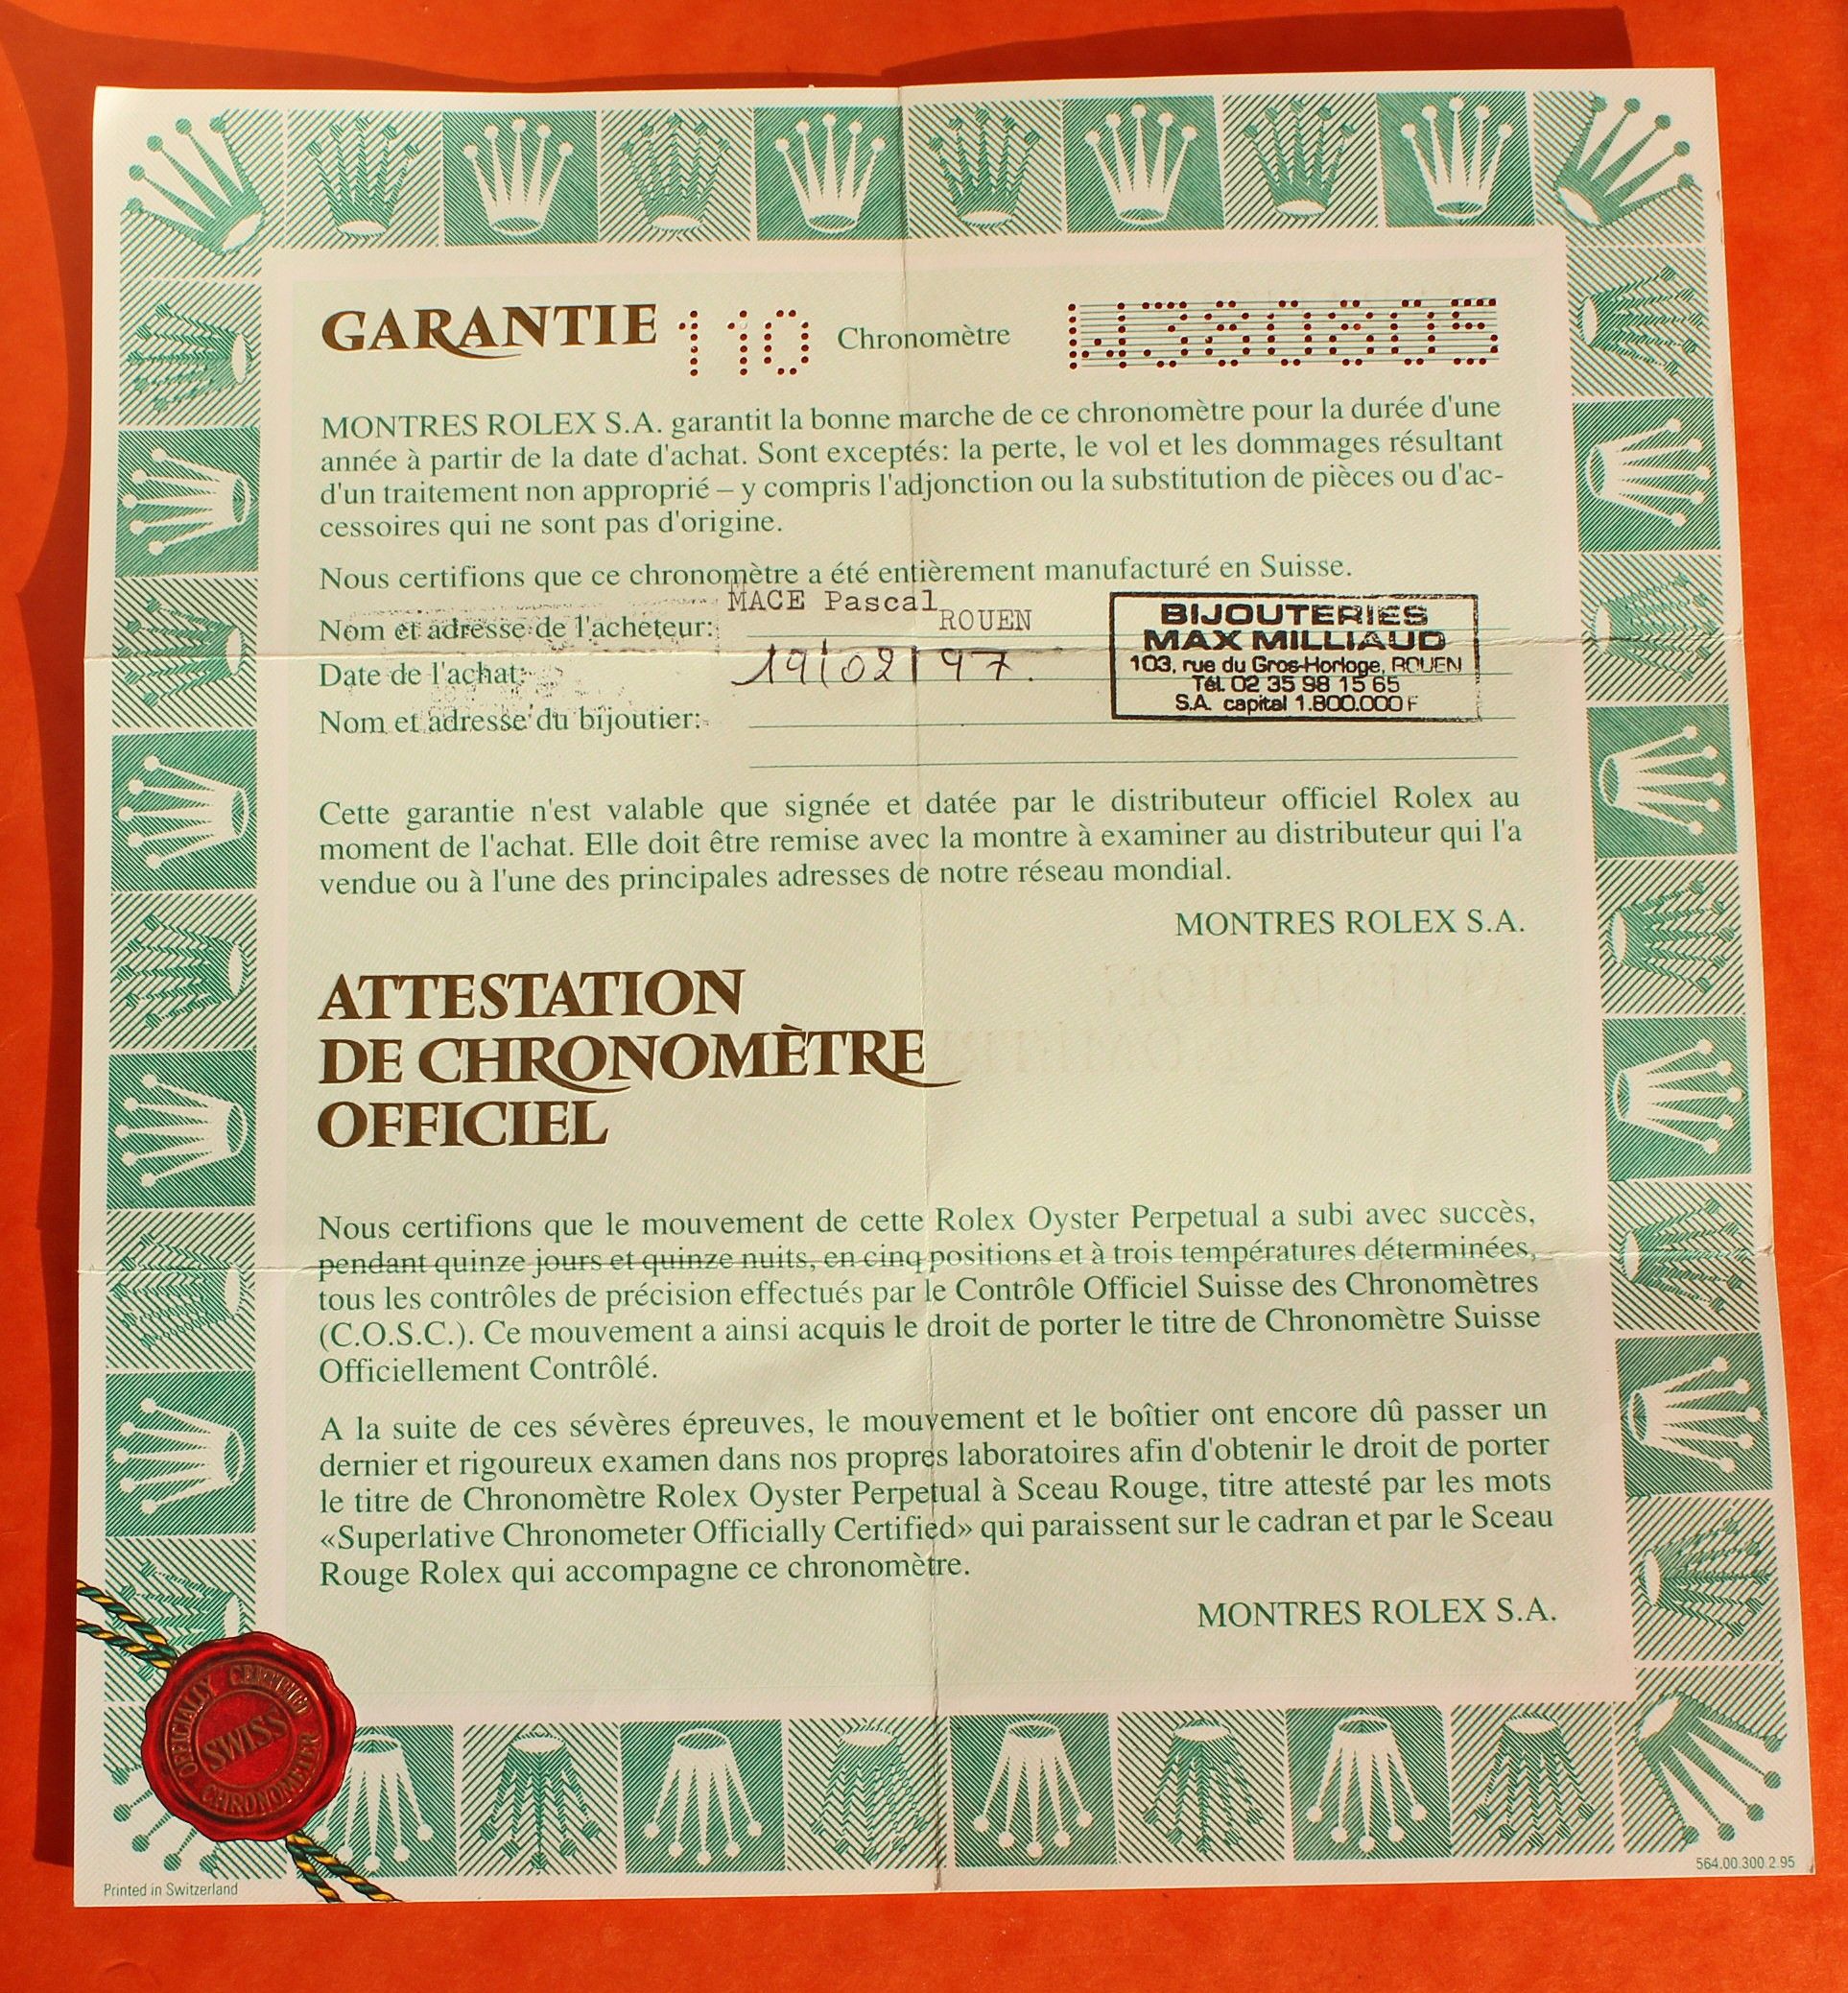 GARANTIE 110 Chronomètre W380805
MONTRES ROLEX S.A. garantit la bonne marche de ce chronomètre pour la durée d'une
année à partir de la date d'achat. Sont exceptés: la perte, le vol et les dommages résultant
d'un traitement non approprié – y compris l'adjonction ou la substitution de pièces ou d'ac-
cessoires qui ne sont pas d'origine.
Nous certifions que ce chronomètre a été entièrement manufacturé en Suisse.
MACE Pascal
Nom et adresse de l'acheteur: ROUEN
Date de l'achat: 19/02/97.
Nom et adresse du bijoutier:
BIJOUTERIES
MAX MILLIAUD
103, rue du Gros-Horloge, ROUEN
Tél. 02 35 98 15 65
S.A. capital 1.800.000 F
Cette garantie n'est valable que signée et datée par le distributeur officiel Rolex au
moment de l'achat. Elle doit être remise avec la montre à examiner au distributeur qui l'a
vendue ou à l'une des principales adresses de notre réseau mondial.
MONTRES ROLEX S.A.
ATTESTATION
DE CHRONOMÈTRE
OFFICIEL
Nous certifions que le mouvement de cette Rolex Oyster Perpetual a subi avec succès,
pendant quinze jours et quinze nuits, en cinq positions et à trois températures déterminées,
tous les contrôles de précision effectués par le Contrôle Officiel Suisse des Chronomètres
(C.O.S.C.). Ce mouvement a ainsi acquis le droit de porter le titre de Chronomètre Suisse
Officiellement Contrôlé.
A la suite de ces sévères épreuves, le mouvement et le boîtier ont encore dû passer un
dernier et rigoureux examen dans nos propres laboratoires afin d'obtenir le droit de porter
le titre de Chronomètre Rolex Oyster Perpetual à Sceau Rouge, titre attesté par les mots
«Superlative Chronometer Officially Certified» qui paraissent sur le cadran et par le Sceau
Rouge Rolex qui accompagne ce chronomètre.
MONTRES ROLEX S.A.
OFFICIALLY CERTIFIED
SWISS
CHRONOMETER
564.00.300.2.95
Printed in Switzerland